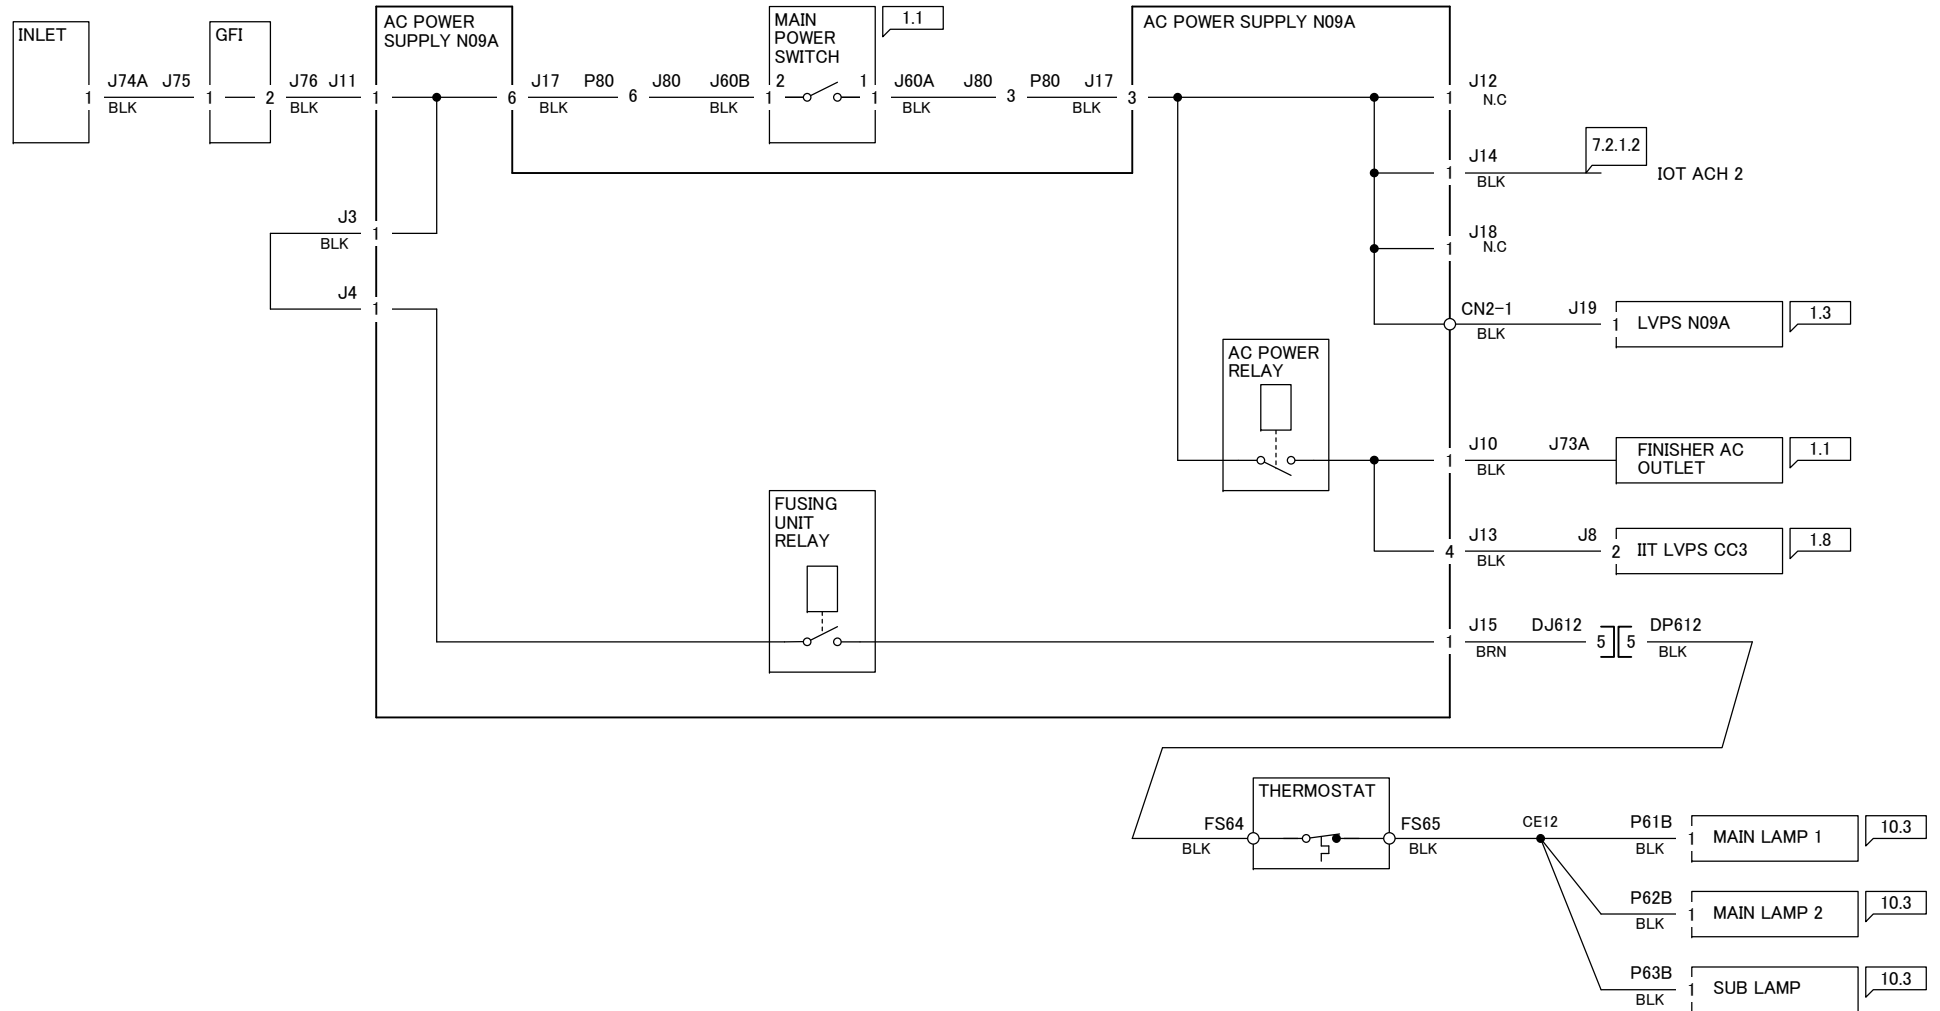 INLET
1
J74A
BLK
J75
GFI
1
2
J76
BLK
J11
1
AC POWER
SUPPLY N09A
6
J17
BLK
P80
6
J80
J60B
BLK
1
MAIN
POWER
SWITCH
2
1
1
1.1
J60A
BLK
J80
3
P80
J17
BLK
3
AC POWER SUPPLY N09A
1
J12
N.C
1
J14
BLK
7.2.1.2
IOT ACH 2
1
J18
N.C
J3
BLK
1
J4
1
CN2-1
BLK
J19
1
LVPS N09A
1.3
AC POWER
RELAY
1
J10
BLK
J73A
FINISHER AC
OUTLET
1.1
4
J13
BLK
J8
2
IIT LVPS CC3
1.8
FUSING
UNIT
RELAY
1
J15
BRN
DJ612
5
5
DP612
BLK
THERMOSTAT
FS64
BLK
FS65
BLK
CE12
P61B
BLK
1
MAIN LAMP 1
10.3
P62B
BLK
1
MAIN LAMP 2
10.3
P63B
BLK
1
SUB LAMP
10.3